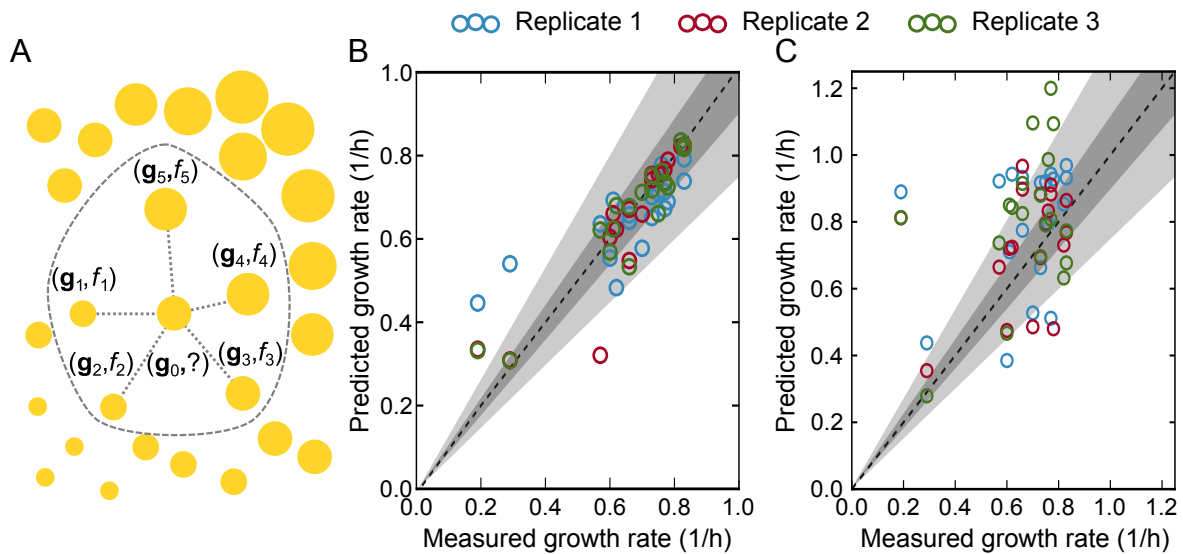 Replicate 1 Replicate 2 Replicate 3
A
(g5,f5)
(g4,f4)
(g1,f1)
(g2,f2)
(g0,?)
(g3,f3)
B
Predicted growth rate (1/h)
1.0
0.8
0.6
0.4
0.2
0.0
0.0 0.2 0.4 0.6 0.8 1.0
Measured growth rate (1/h)
C
Predicted growth rate (1/h)
1.2
1.0
0.8
0.6
0.4
0.2
0.0
0.0 0.2 0.4 0.6 0.8 1.0 1.2
Measured growth rate (1/h)